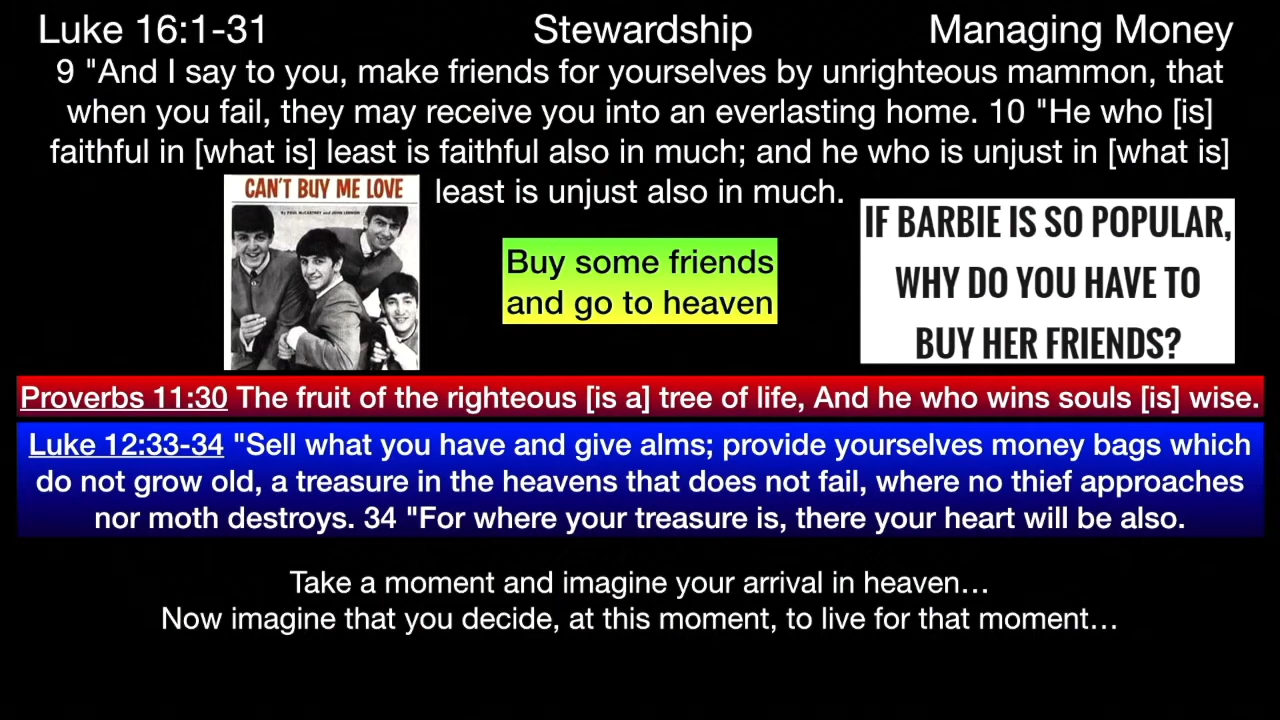 Luke 16:1-31 Stewardship Managing Money
9 "And I say to you, make friends for yourselves by unrighteous mammon, that
when you fail, they may receive you into an everlasting home. 10 "He who [is]
faithful in [what is] least is faithful also in much; and he who is unjust in [what is]
least is unjust also in much.
CAN'T BUY ME LOVE
By PAUL McCARTNEY and JOHN LENNON
Buy some friends
and go to heaven
IF BARBIE IS SO POPULAR,
WHY DO YOU HAVE TO
BUY HER FRIENDS?
Proverbs 11:30 The fruit of the righteous [is a] tree of life, And he who wins souls [is] wise.
Luke 12:33-34 "Sell what you have and give alms; provide yourselves money bags which
do not grow old, a treasure in the heavens that does not fail, where no thief approaches
nor moth destroys. 34 "For where your treasure is, there your heart will be also.
Take a moment and imagine your arrival in heaven…
Now imagine that you decide, at this moment, to live for that moment…